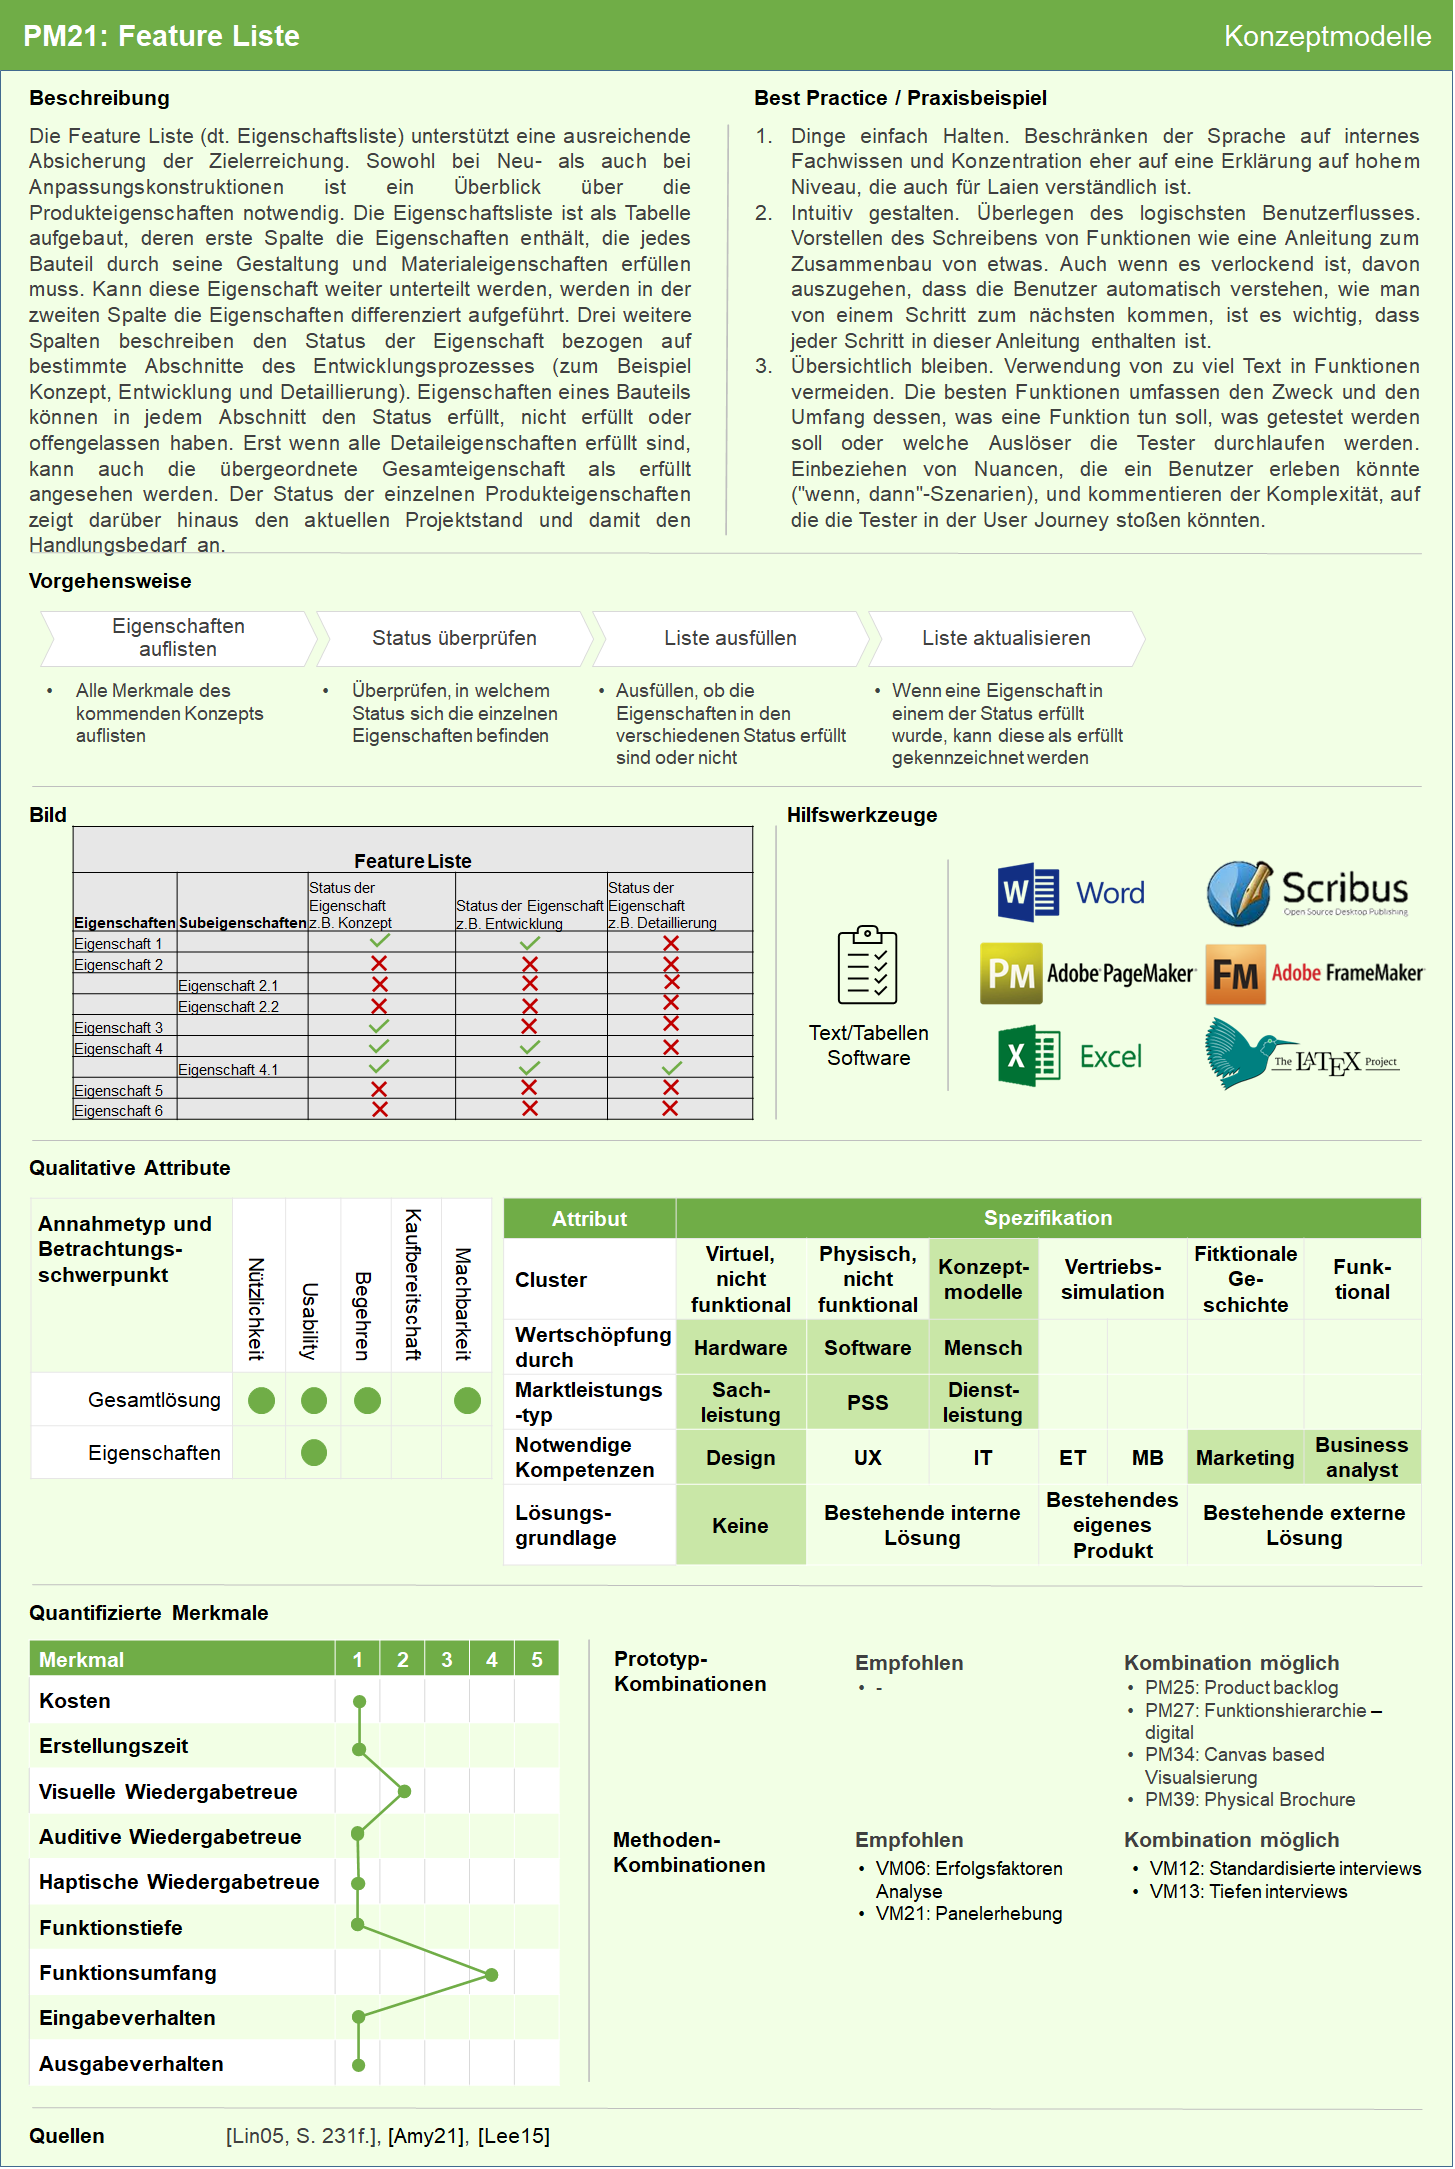 PM21: Feature Liste
Konzeptmodelle
Beschreibung
Die Feature Liste (dt. Eigenschaftsliste) unterstützt eine ausreichende
Absicherung der Zielerreichung. Sowohl bei Neu- als auch bei
Anpassungskonstruktionen ist ein Überblick über die
Produkteigenschaften notwendig. Die Eigenschaftsliste ist als Tabelle
aufgebaut, deren erste Spalte die Eigenschaften enthält, die jedes
Bauteil durch seine Gestaltung und Materialeigenschaften erfüllen
muss. Kann diese Eigenschaft weiter unterteilt werden, werden in der
zweiten Spalte die Eigenschaften differenziert aufgeführt. Drei weitere
Spalten beschreiben den Status der Eigenschaft bezogen auf
bestimmte Abschnitte des Entwicklungsprozesses (zum Beispiel
Konzept, Entwicklung und Detaillierung). Eigenschaften eines Bauteils
können in jedem Abschnitt den Status erfüllt, nicht erfüllt oder
offengelassen haben. Erst wenn alle Detaileigenschaften erfüllt sind,
kann auch die übergeordnete Gesamteigenschaft als erfüllt
angesehen werden. Der Status der einzelnen Produkteigenschaften
zeigt darüber hinaus den aktuellen Projektstand und damit den
Handlungsbedarf an.
Best Practice / Praxisbeispiel
1. Dinge einfach Halten. Beschränken der Sprache auf internes
Fachwissen und Konzentration eher auf eine Erklärung auf hohem
Niveau, die auch für Laien verständlich ist.
2. Intuitiv gestalten. Überlegen des logischsten Benutzerflusses.
Vorstellen des Schreibens von Funktionen wie eine Anleitung zum
Zusammenbau von etwas. Auch wenn es verlockend ist, davon
auszugehen, dass die Benutzer automatisch verstehen, wie man
von einem Schritt zum nächsten kommen, ist es wichtig, dass
jeder Schritt in dieser Anleitung enthalten ist.
3. Übersichtlich bleiben. Verwendung von zu viel Text in Funktionen
vermeiden. Die besten Funktionen umfassen den Zweck und den
Umfang dessen, was eine Funktion tun soll, was getestet werden
soll oder welche Auslöser die Tester durchlaufen werden.
Einbeziehen von Nuancen, die ein Benutzer erleben könnte
("wenn, dann"-Szenarien), und kommentieren der Komplexität, auf
die die Tester in der User Journey stoßen könnten.
Vorgehensweise
Eigenschaften
auflisten
• Alle Merkmale des
kommenden Konzepts
auflisten
Status überprüfen
• Überprüfen, in welchem
Status sich die einzelnen
Eigenschaften befinden
Liste ausfüllen
• Ausfüllen, ob die
Eigenschaften in den
verschiedenen Status erfüllt
sind oder nicht
Liste aktualisieren
• Wenn eine Eigenschaft in
einem der Status erfüllt
wurde, kann diese als erfüllt
gekennzeichnet werden
Bild
Feature Liste
Eigenschaften
Subeigenschaften
Status der
Eigenschaft
z.B. Konzept
Status der Eigenschaft
z.B. Entwicklung
Status der
Eigenschaft
z.B. Detaillierung
Eigenschaft 1
Eigenschaft 2
Eigenschaft 2.1
Eigenschaft 2.2
Eigenschaft 3
Eigenschaft 4
Eigenschaft 4.1
Eigenschaft 5
Eigenschaft 6
Hilfswerkzeuge
Text/Tabellen
Software
W Word
Scribus
Open Source Desktop Publishing
PM Adobe PageMaker
FM Adobe FrameMaker
X Excel
The LATEX Project
Qualitative Attribute
Annahmetyp und
Betrachtungs-
schwerpunkt
Nützlichkeit
Usability
Begehren
Kaufbereitschaft
Machbarkeit
Gesamtlösung
Eigenschaften
Attribut
Spezifikation
Cluster
Virtuel,
nicht
funktional
Physisch,
nicht
funktional
Konzept-
modelle
Vertriebs-
simulation
Fitktionale
Ge-
schichte
Funk-
tional
Wertschöpfung
durch
Hardware
Software
Mensch
Marktleistungs
-typ
Sach-
leistung
PSS
Dienst-
leistung
Notwendige
Kompetenzen
Design
UX
IT
ET
MB
Marketing
Business
analyst
Lösungs-
grundlage
Keine
Bestehende interne
Lösung
Bestehendes
eigenes
Produkt
Bestehende externe
Lösung
Quantifizierte Merkmale
Merkmal 1 2 3 4 5
Kosten
Erstellungszeit
Visuelle Wiedergabetreue
Auditive Wiedergabetreue
Haptische Wiedergabetreue
Funktionstiefe
Funktionsumfang
Eingabeverhalten
Ausgabeverhalten
Prototyp-
Kombinationen
Empfohlen
• -
Kombination möglich
• PM25: Product backlog
• PM27: Funktionshierarchie –
digital
• PM34: Canvas based
Visualsierung
• PM39: Physical Brochure
Methoden-
Kombinationen
Empfohlen
• VM06: Erfolgsfaktoren
Analyse
• VM21: Panelerhebung
Kombination möglich
• VM12: Standardisierte interviews
• VM13: Tiefen interviews
Quellen
[Lin05, S. 231f.], [Amy21], [Lee15]